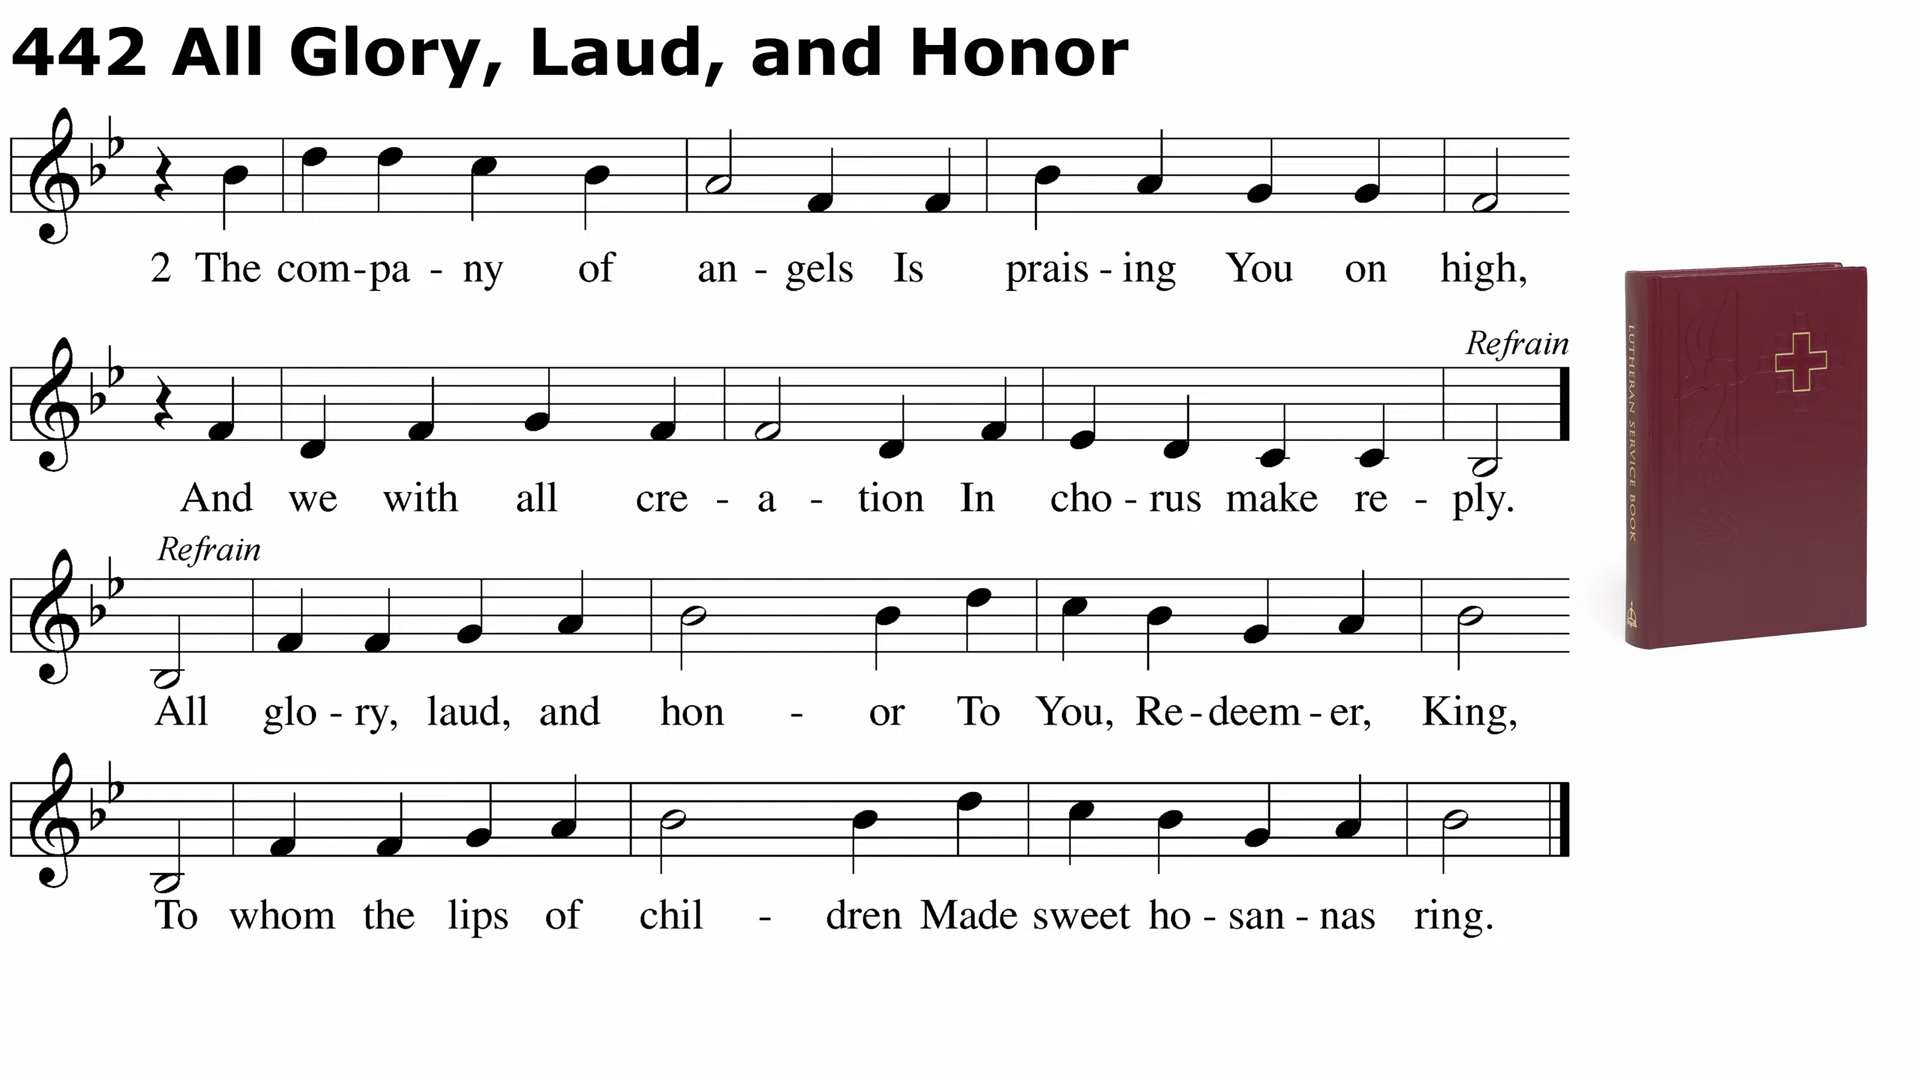 442 All Glory, Laud, and Honor
2 The com-pa - ny of an - gels Is prais - ing You on high,
Refrain
And we with all cre - a - tion In cho - rus make re - ply.
Refrain
All glo - ry, laud, and hon - or To You, Re - deem - er, King,
To whom the lips of chil - dren Made sweet ho - san - nas ring.
LUTHERAN SERVICE BOOK